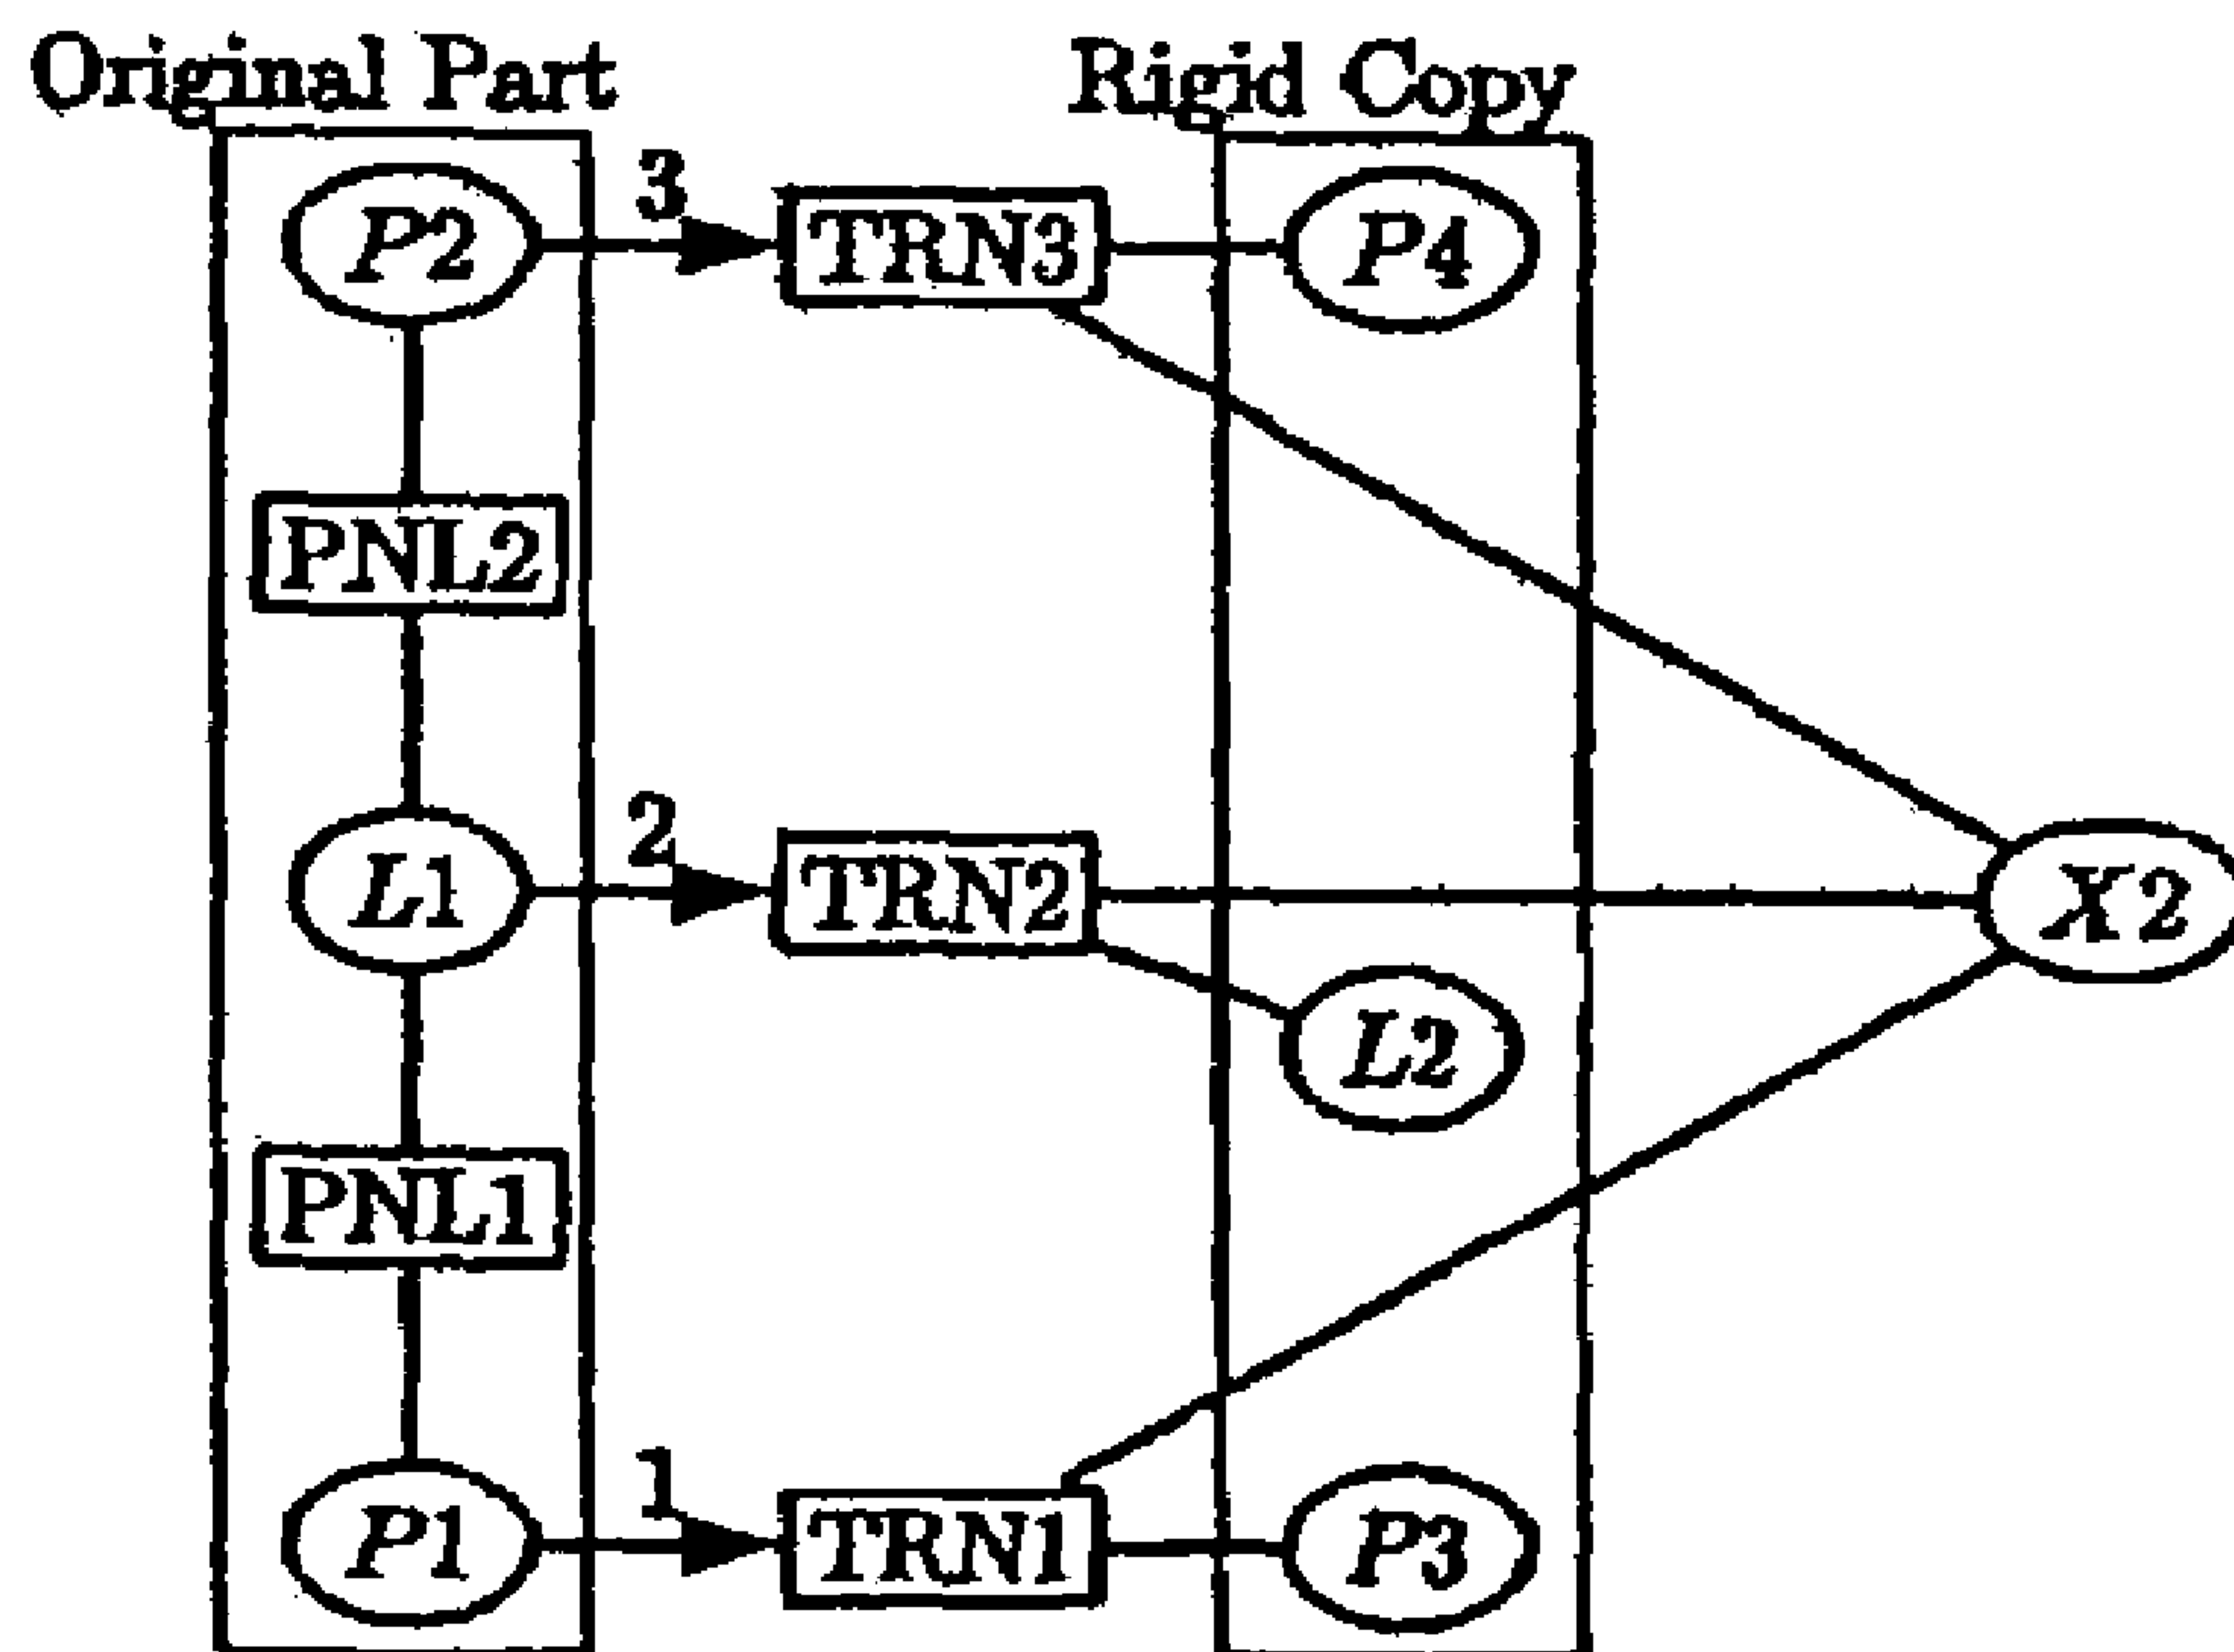 Original Part
Rigid Copy
P2
3
TRN3
P4
PNL2
L1
2
TRN2
X2
L2
PNL1
P1
1
TRN1
P3